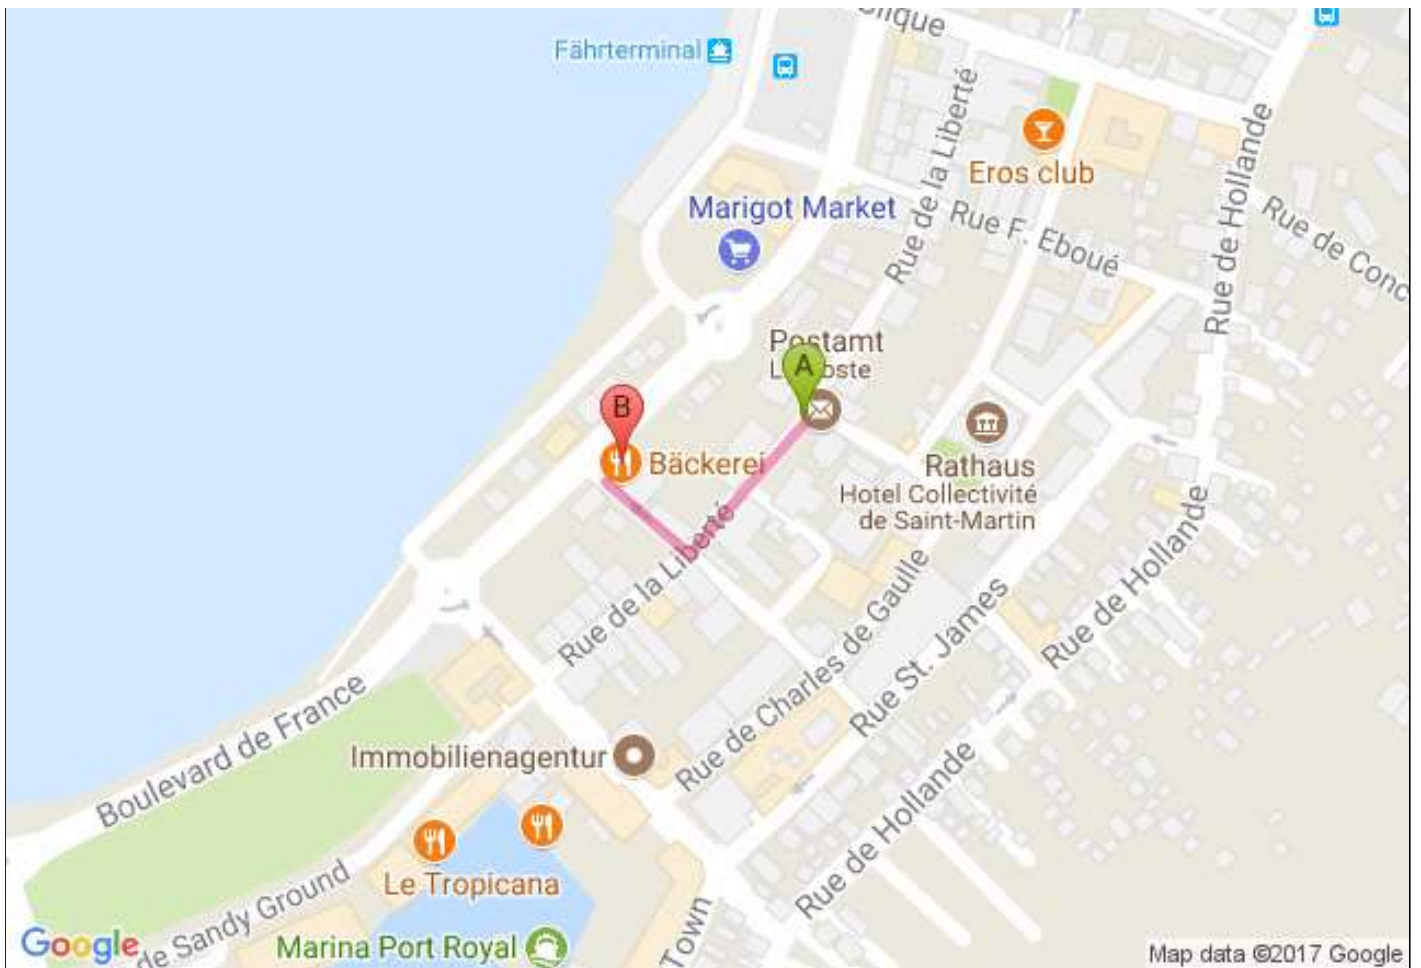 Clique
Fährterminal
Rue de la Liberté
Rue de Hollande
Eros club
Marigot Market
Rue F. Eboué
Rue de Conc
Postamt
A
B
Bäckerei
Rathaus
Hotel Collectivité
de Saint-Martin
Rue de la Liberté
Rue de Charles de Gaulle
Rue St. James
Rue de Hollande
Boulevard de France
Immobilienagentur
Rue de Hollande
Le Tropicana
de Sandy Ground
Marina Port Royal
Town
Google
Map data ©2017 Google